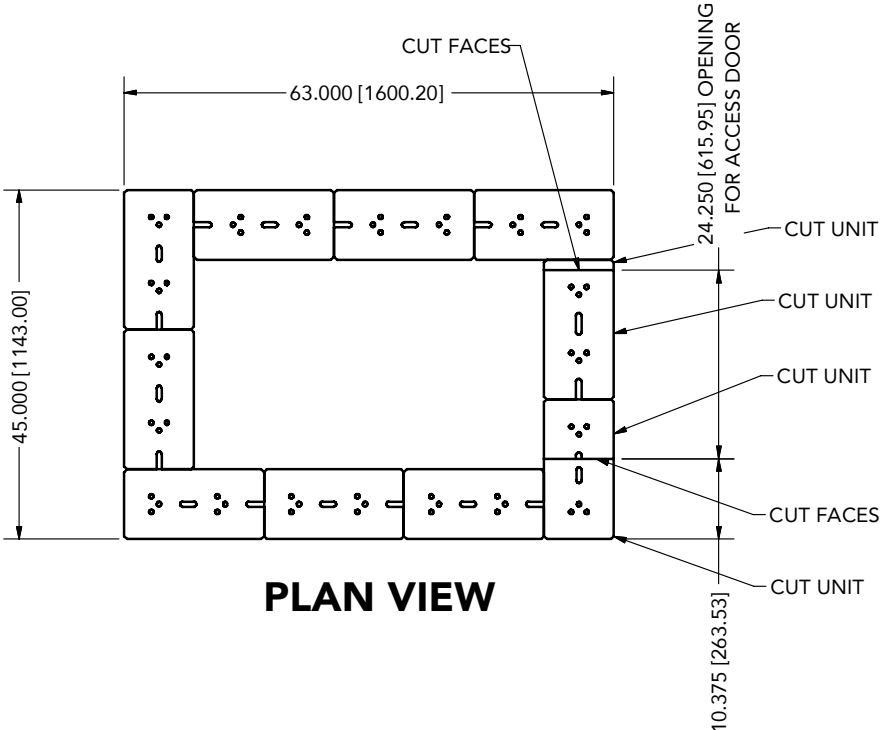 CUT FACES
63.000 [1600.20]
24.250 [615.95] OPENING
FOR ACCESS DOOR
CUT UNIT
CUT UNIT
45.000 [1143.00]
CUT UNIT
CUT FACES
CUT UNIT
PLAN VIEW
10.375 [263.53]